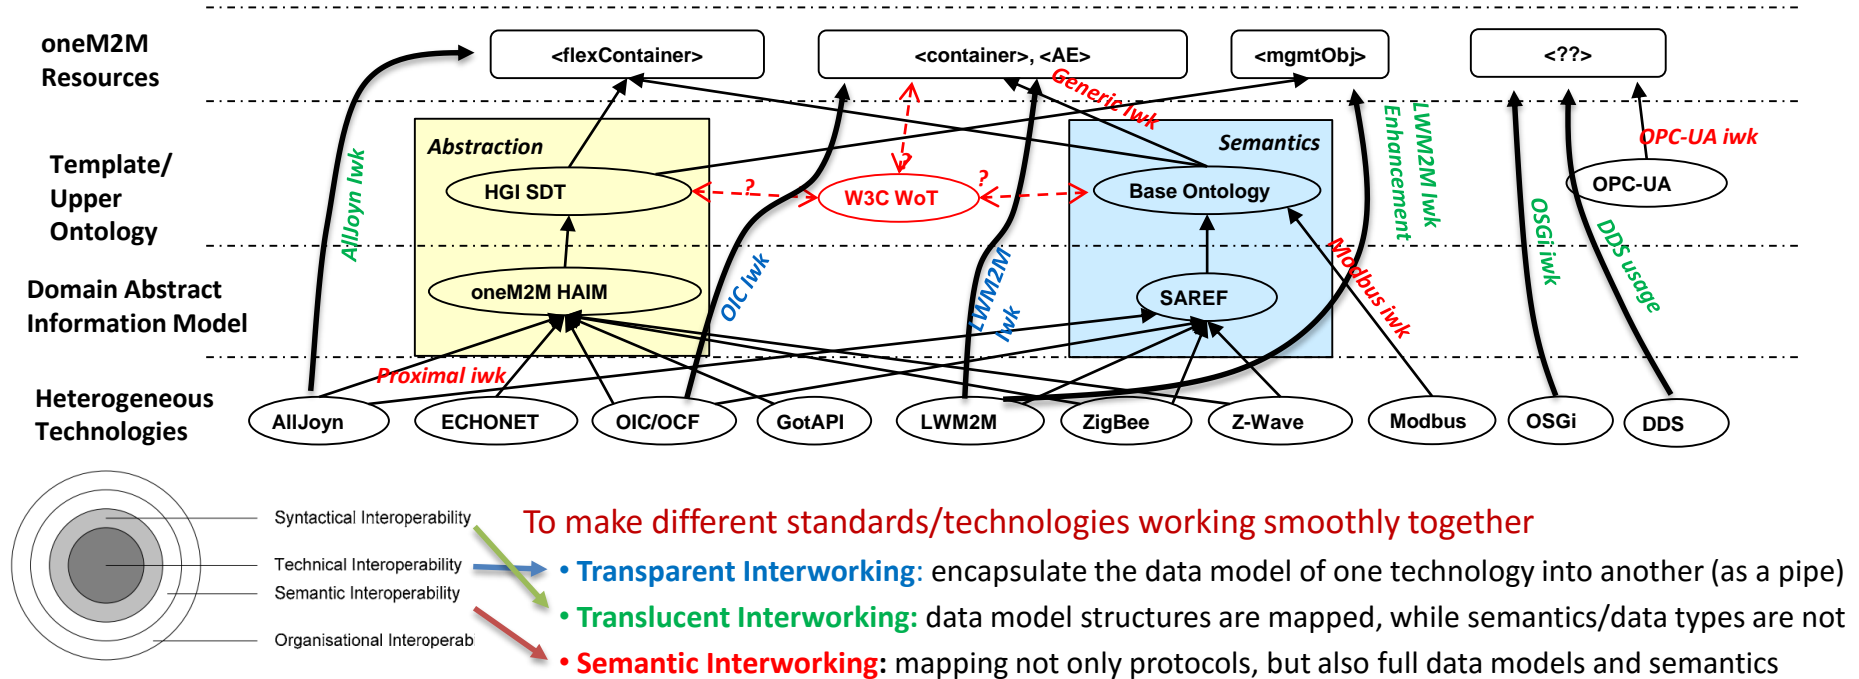 oneM2M
Resources
<flexContainer>
<container>, <AE>
<mgmtObj>
<??>
Generic Iwk
LWM2M Iwk
Enhancement
OPC-UA iwk
Abstraction
Semantics
AllJoyn Iwk
Template/
Upper
Ontology
HGI SDT
?
?
?
W3C WoT
Base Ontology
OPC-UA
OSGi iwk
DDS usage
OIC Iwk
LWM2M
Iwk
Modbus iwk
Domain Abstract
Information Model
oneM2M HAIM
SAREF
Proximal iwk
Heterogeneous
Technologies
AllJoyn
ECHONET
OIC/OCF
GotAPI
LWM2M
ZigBee
Z-Wave
Modbus
OSGi
DDS
Syntactical Interoperability
Technical Interoperability
Semantic Interoperability
Organisational Interoperab
To make different standards/technologies working smoothly together
• Transparent Interworking: encapsulate the data model of one technology into another (as a pipe)
• Translucent Interworking: data model structures are mapped, while semantics/data types are not
• Semantic Interworking: mapping not only protocols, but also full data models and semantics